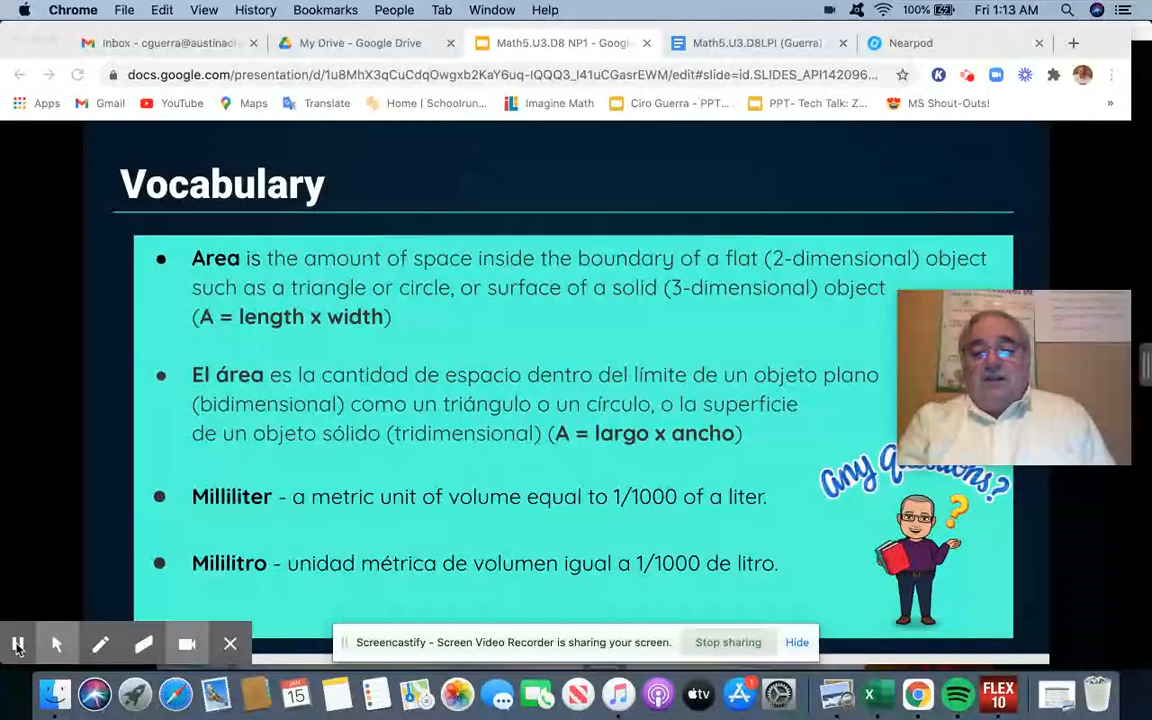 Chrome File Edit View History Bookmarks People Tab Window Help 100% Fri 1:13 AM
Inbox - cguerra@austinacl × My Drive - Google Drive × Math5.U3.D8 NP1 - Googl × Math5.U3.D8LPI (Guerra) × Nearpod × +
docs.google.com/presentation/d/1u8MhX3qCuCdqOwgxb2KaY6uq-IQQQ3_I41uCGasrEWM/edit#slide=id.SLIDES_API142096...
Apps Gmail YouTube Maps Translate Home | Schoolrun... Imagine Math Ciro Guerra - PPT... PPT- Tech Talk: Z... MS Shout-Outs! »
Vocabulary
● Area is the amount of space inside the boundary of a flat (2-dimensional) object
such as a triangle or circle, or surface of a solid (3-dimensional) object
(A = length x width)
● El área es la cantidad de espacio dentro del límite de un objeto plano
(bidimensional) como un triángulo o un círculo, o la superficie
de un objeto sólido (tridimensional) (A = largo x ancho)
● Milliliter - a metric unit of volume equal to 1/1000 of a liter.
● Mililitro - unidad métrica de volumen igual a 1/1000 de litro.
any questions?
Screencastify - Screen Video Recorder is sharing your screen. Stop sharing Hide
JAN
15
tv
1
FLEX
10